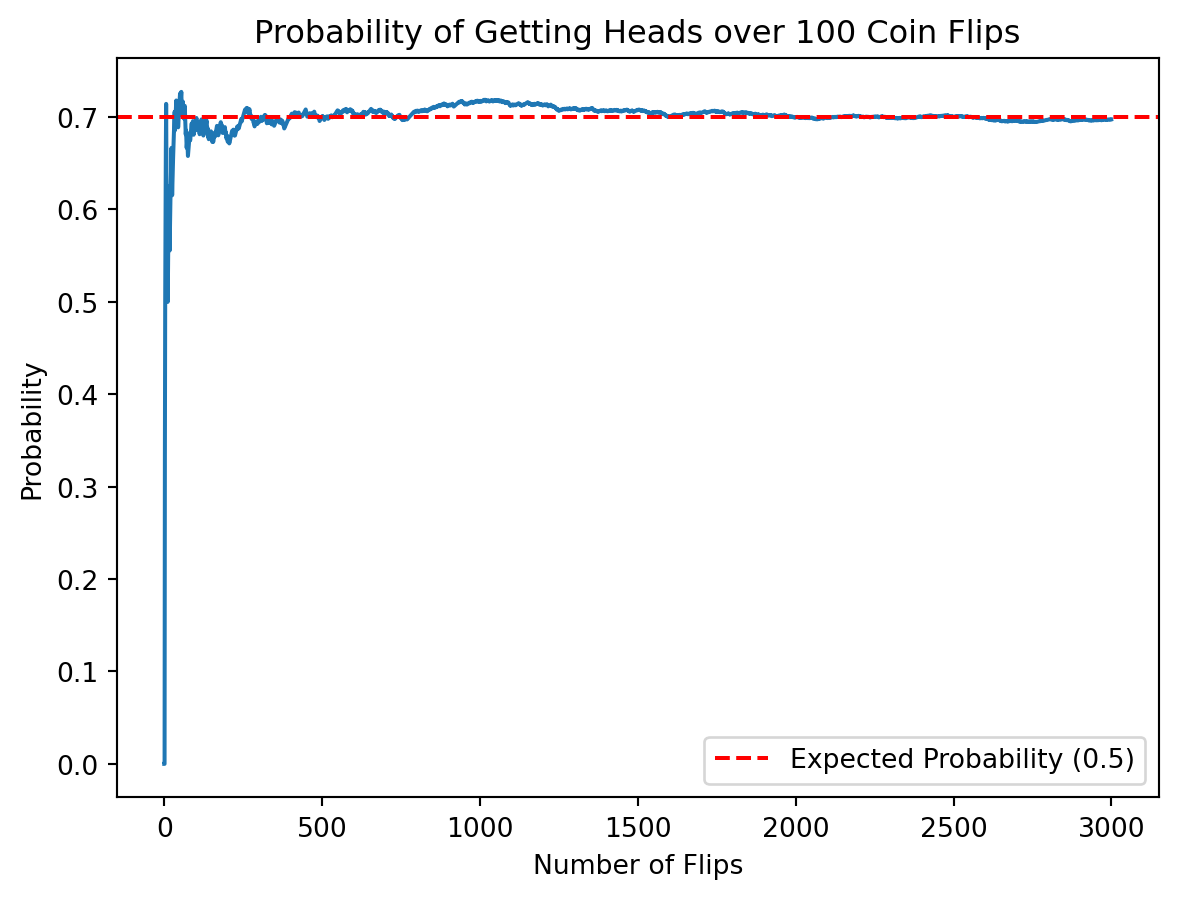 Probability of Getting Heads over 100 Coin Flips
Probability
0.7
0.6
0.5
0.4
0.3
0.2
0.1
0.0
Expected Probability (0.5)
0 500 1000 1500 2000 2500 3000
Number of Flips